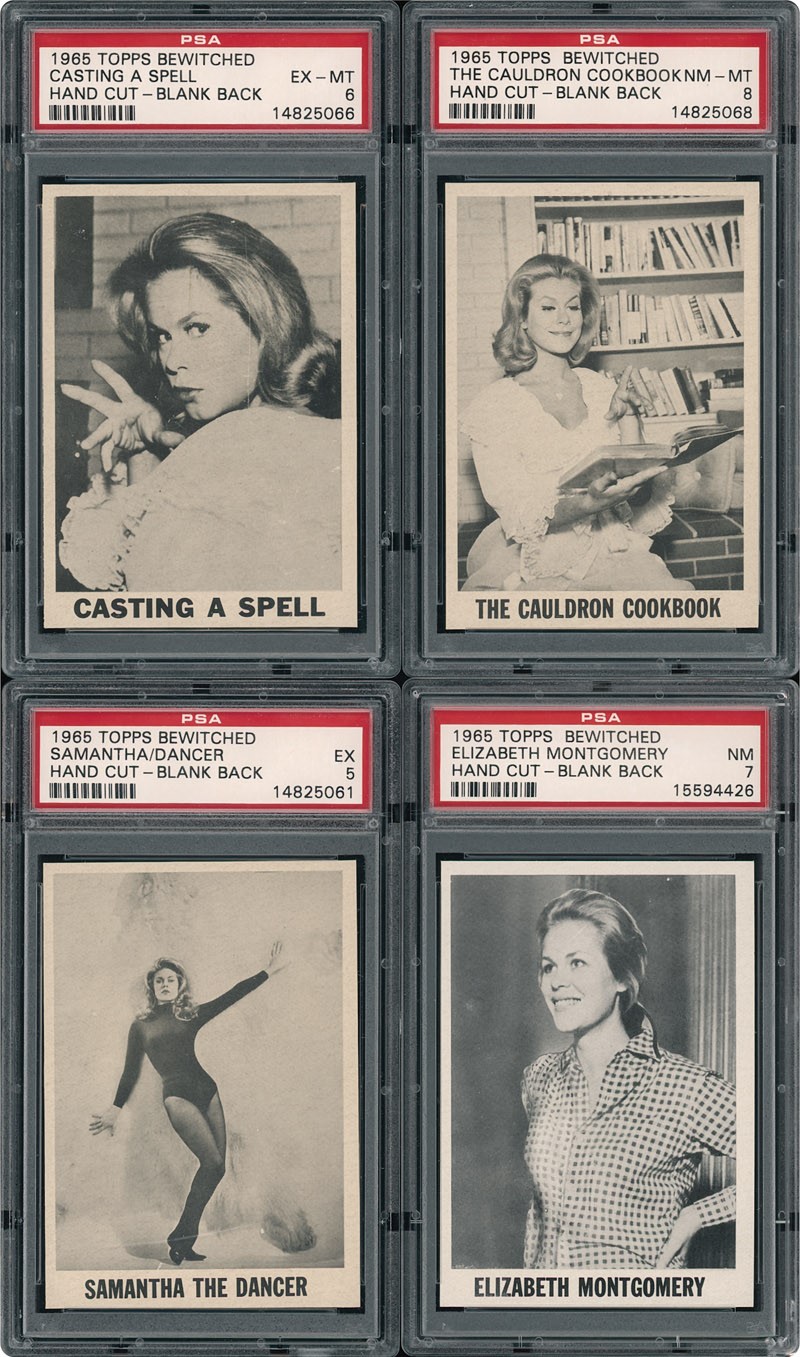 PSA
1965 TOPPS BEWITCHED
CASTING A SPELL EX-MT
HAND CUT-BLANK BACK 6
14825066
CASTING A SPELL
PSA
1965 TOPPS BEWITCHED
THE CAULDRON COOKBOOK NM-MT
HAND CUT-BLANK BACK 8
14825068
THE CAULDRON COOKBOOK
PSA
1965 TOPPS BEWITCHED
SAMANTHA/DANCER EX
HAND CUT-BLANK BACK 5
14825061
SAMANTHA THE DANCER
PSA
1965 TOPPS BEWITCHED
ELIZABETH MONTGOMERY NM
HAND CUT-BLANK BACK 7
15594426
ELIZABETH MONTGOMERY